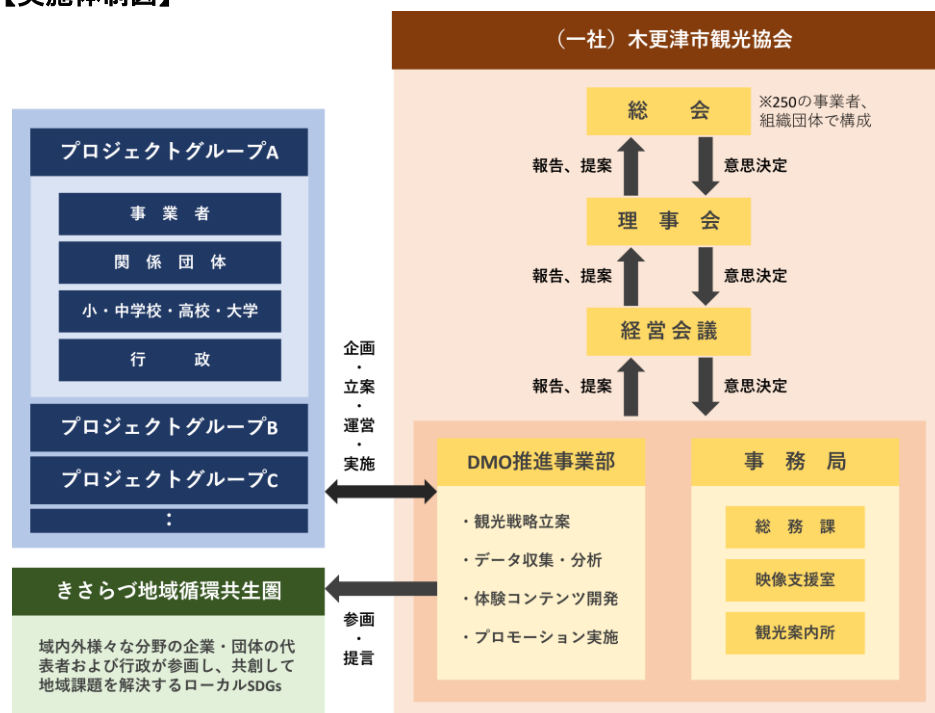 【実施体制図】
（一社）木更津市観光協会
総　会
※250の事業者、
組織団体で構成
報告、提案
意思決定
理　事　会
報告、提案
意思決定
経営会議
報告、提案
意思決定
DMO推進事業部
・観光戦略立案
・データ収集・分析
・体験コンテンツ開発
・プロモーション実施
事　務　局
総　務　課
映像支援室
観光案内所
プロジェクトグループA
事　業　者
関　係　団　体
小・中学校・高校・大学
行　　　政
プロジェクトグループB
プロジェクトグループC
：
企画
・
立案
・
運営
・
実施
きさらづ地域循環共生圏
域内外様々な分野の企業・団体の代
表者および行政が参画し、共創して
地域課題を解決するローカルSDGs
参画
・
提言